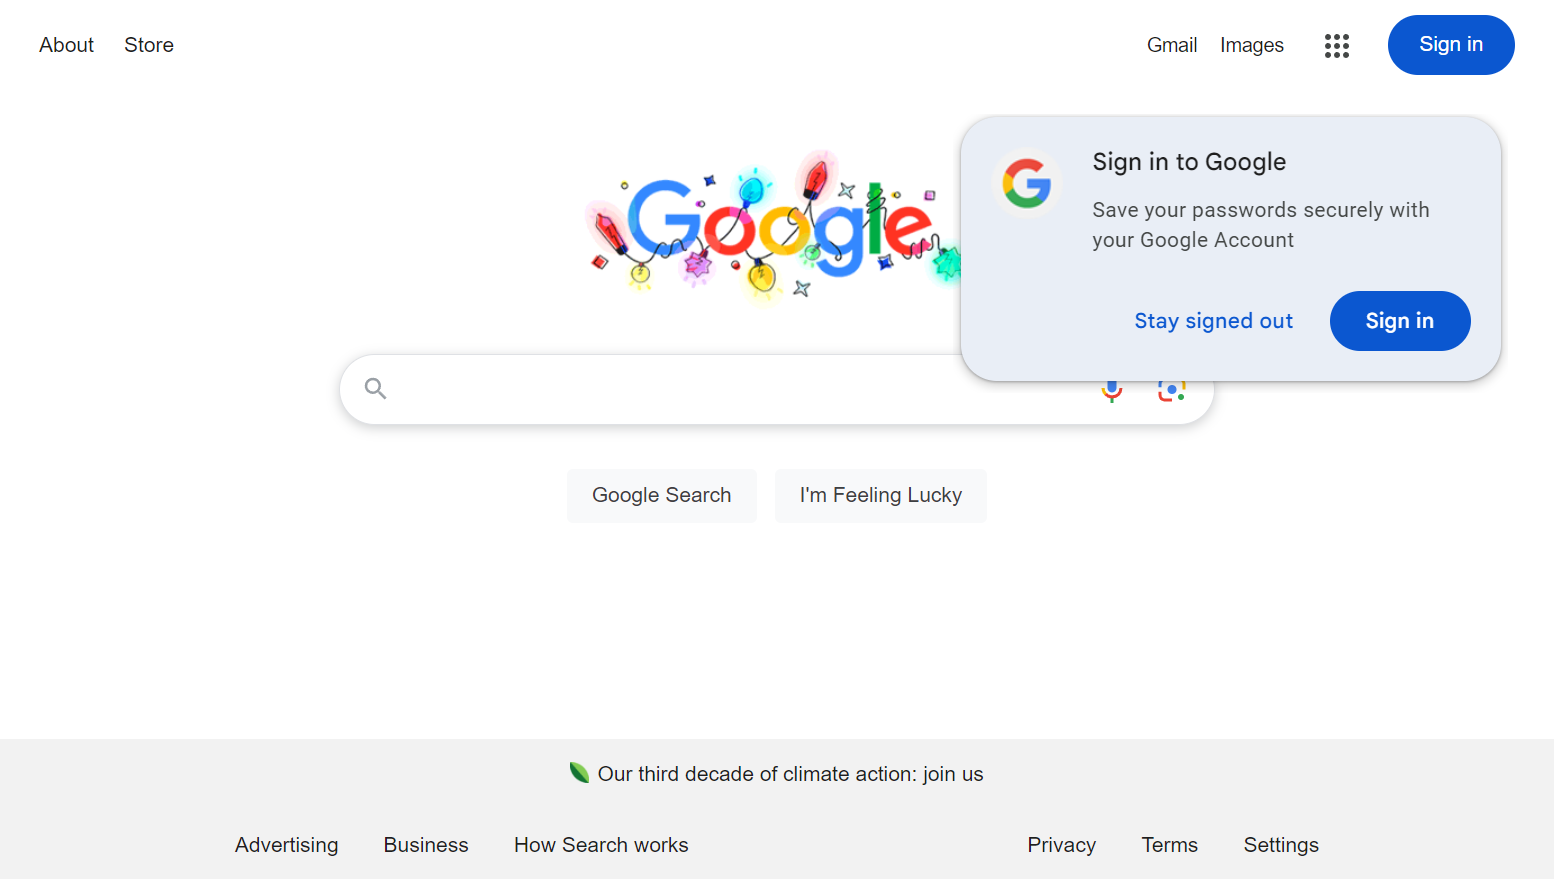 About Store Gmail Images Sign in
Google
Sign in to Google
Save your passwords securely with
your Google Account
Stay signed out Sign in
Google Search I'm Feeling Lucky
Our third decade of climate action: join us
Advertising Business How Search works Privacy Terms Settings